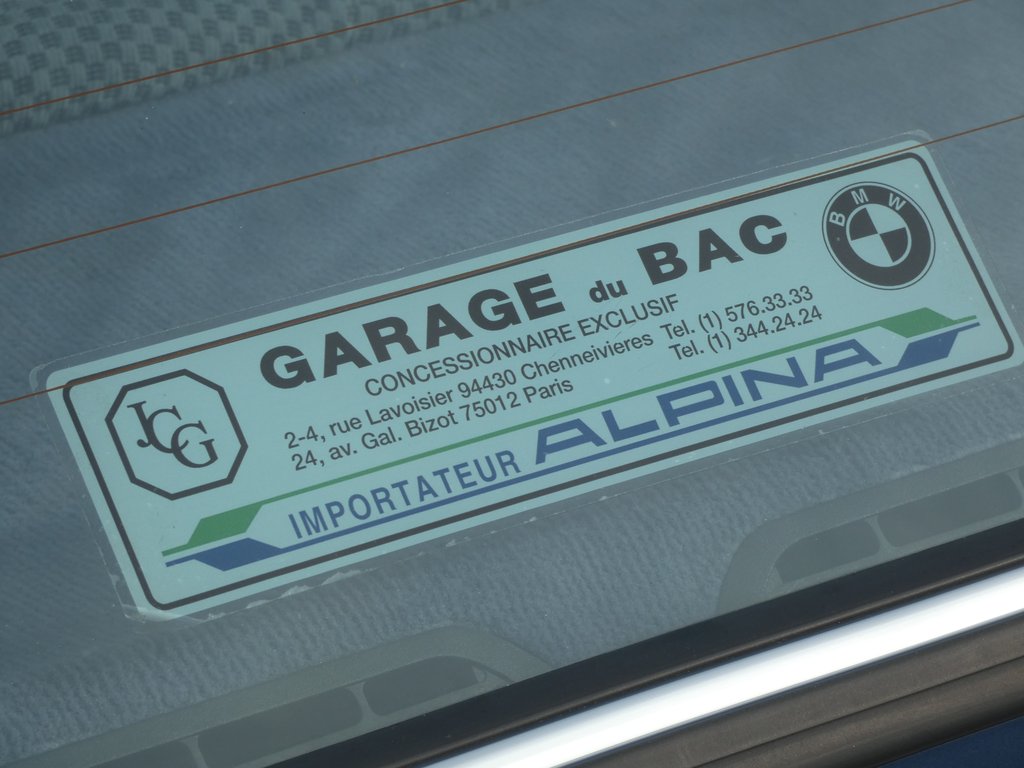 GARAGE du BAC
BMW
CONCESSIONNAIRE EXCLUSIF
JCG
2-4, rue Lavoisier 94430 Chenneivieres Tel. (1) 576.33.33
24, av. Gal. Bizot 75012 Paris Tel. (1) 344.24.24
IMPORTATEUR ALPINA